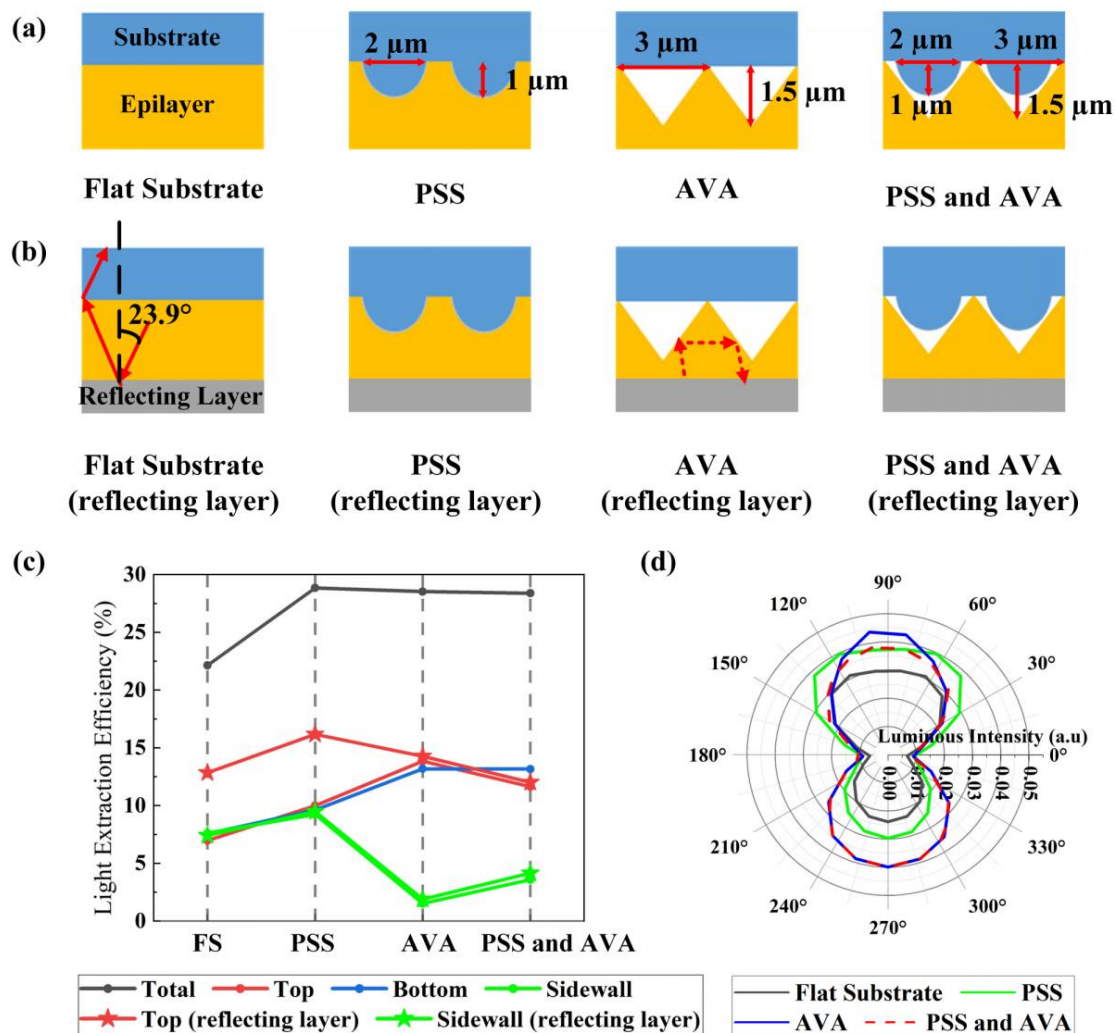 (a)
Substrate
Epilayer
2 µm
1 µm
3 µm
1.5 µm
2 µm
3 µm
1 µm
1.5 µm
Flat Substrate
PSS
AVA
PSS and AVA
(b)
23.9°
Reflecting Layer
Flat Substrate
(reflecting layer)
PSS
(reflecting layer)
AVA
(reflecting layer)
PSS and AVA
(reflecting layer)
(c)
Light Extraction Efficiency (%)
30
25
20
15
10
5
0
FS
PSS
AVA
PSS and AVA
Total
Top
Bottom
Sidewall
Top (reflecting layer)
Sidewall (reflecting layer)
(d)
90°
120°
60°
150°
30°
Luminous Intensity (a.u)
180°
0°
0.00
0.01
0.02
0.03
0.04
0.05
210°
330°
240°
300°
270°
Flat Substrate
PSS
AVA
PSS and AVA